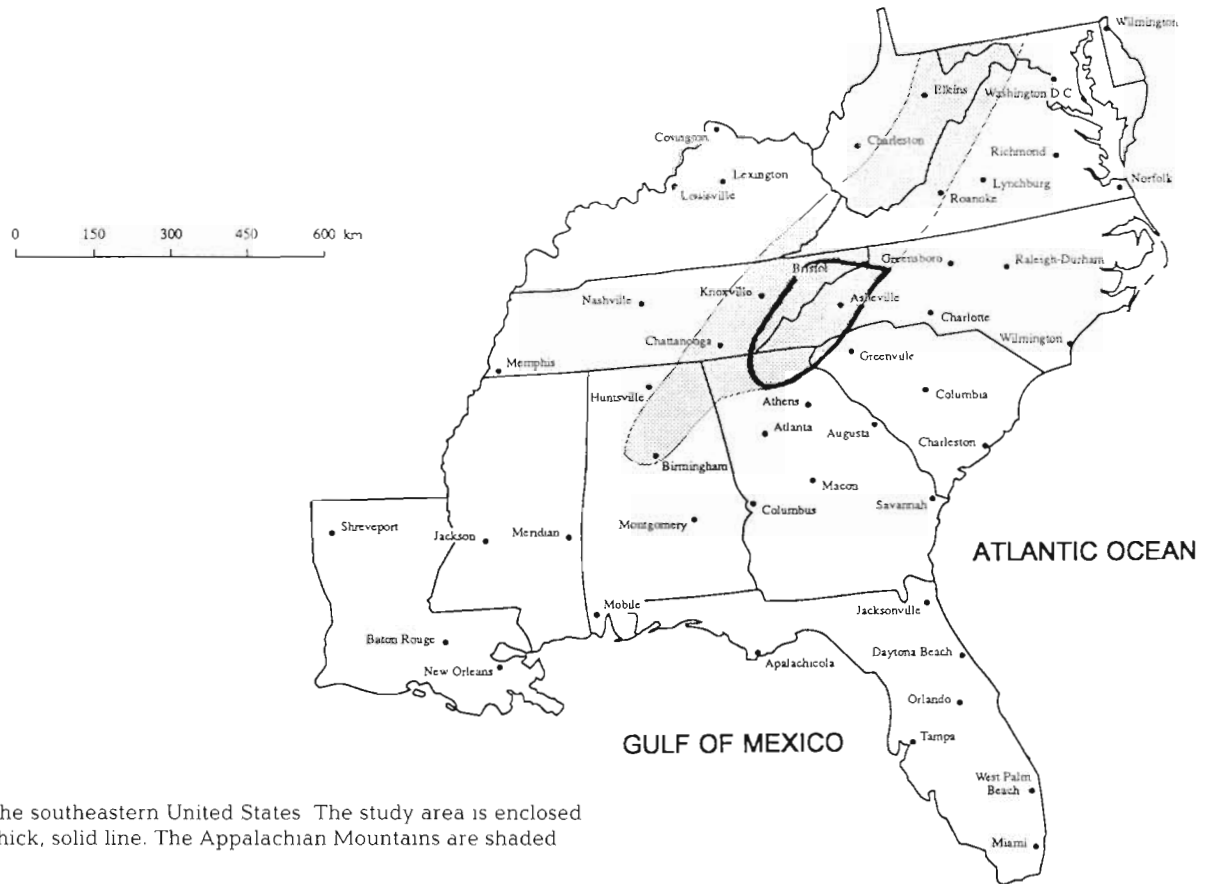 Wilmington
Elkins
Washington D C
Covington
Charleston
Richmond
Lexington
Lynchburg
Norfolk
Louisville
Roanoke
0 150 300 450 600 km
Greensboro
Raleigh-Durham
Bristol
Knoxville
Nashville
Asheville
Charlotte
Chattanooga
Wilmington
Greenville
Memphis
Huntsville
Columbia
Athens
Atlanta
Augusta
Charleston
Birmingham
Macon
Savannah
Columbus
Shreveport
Montgomery
Jackson
Meridian
ATLANTIC OCEAN
Mobile
Jacksonville
Baton Rouge
Daytona Beach
Apalachicola
New Orleans
Orlando
Tampa
GULF OF MEXICO
West Palm
Beach
he southeastern United States The study area is enclosed
hick, solid line. The Appalachian Mountains are shaded
Miami